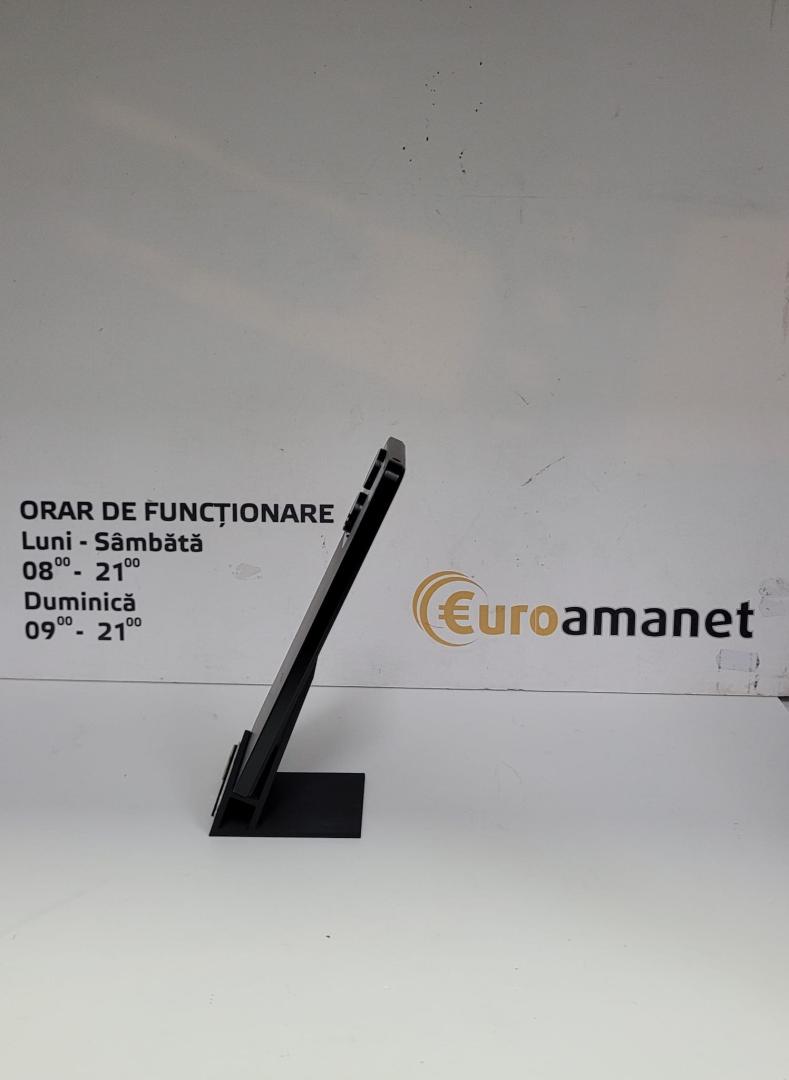 ORAR DE FUNCȚIONARE
Luni - Sâmbătă
08⁰⁰ - 21⁰⁰
Duminică
09⁰⁰ - 21⁰⁰
€uroamanet